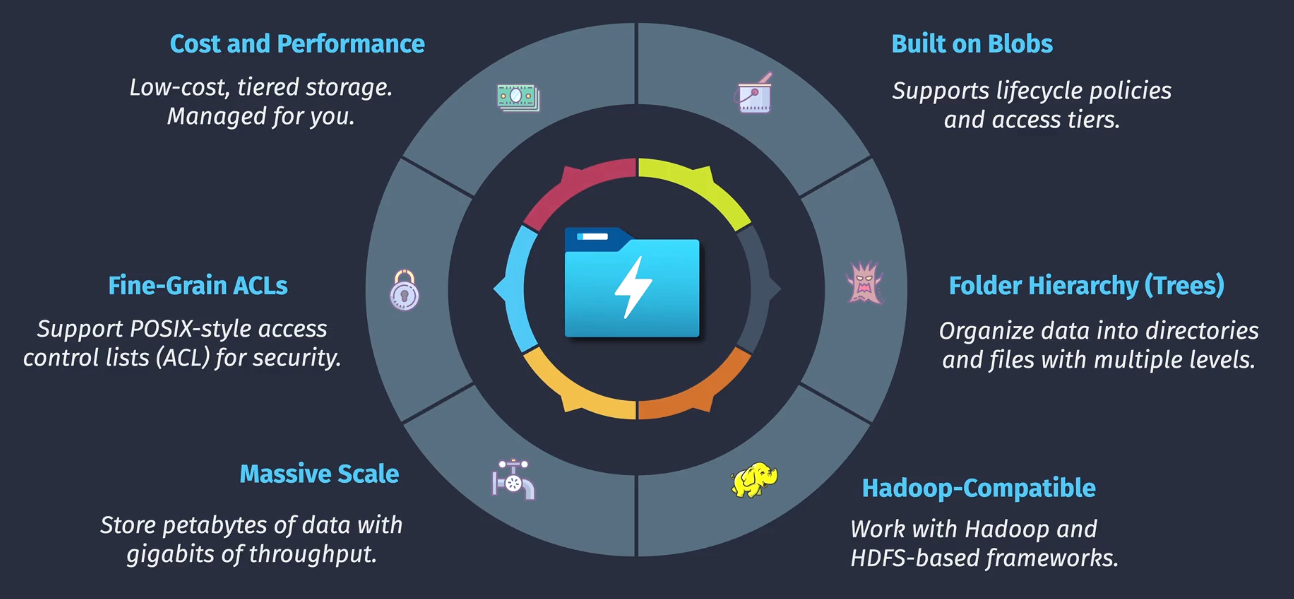 Cost and Performance
Low-cost, tiered storage.
Managed for you.
Built on Blobs
Supports lifecycle policies
and access tiers.
Fine-Grain ACLs
Support POSIX-style access
control lists (ACL) for security.
Folder Hierarchy (Trees)
Organize data into directories
and files with multiple levels.
Massive Scale
Store petabytes of data with
gigabits of throughput.
Hadoop-Compatible
Work with Hadoop and
HDFS-based frameworks.